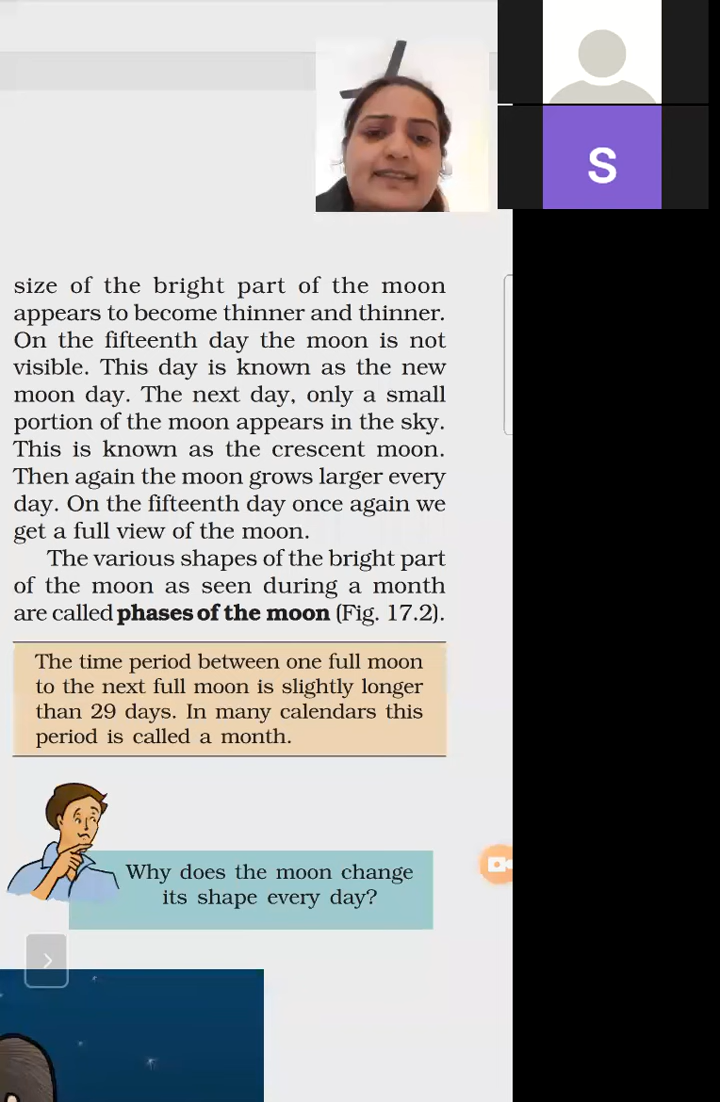 S
size of the bright part of the moon
appears to become thinner and thinner.
On the fifteenth day the moon is not
visible. This day is known as the new
moon day. The next day, only a small
portion of the moon appears in the sky.
This is known as the crescent moon.
Then again the moon grows larger every
day. On the fifteenth day once again we
get a full view of the moon.
The various shapes of the bright part
of the moon as seen during a month
are called phases of the moon (Fig. 17.2).
The time period between one full moon
to the next full moon is slightly longer
than 29 days. In many calendars this
period is called a month.
Why does the moon change
its shape every day?